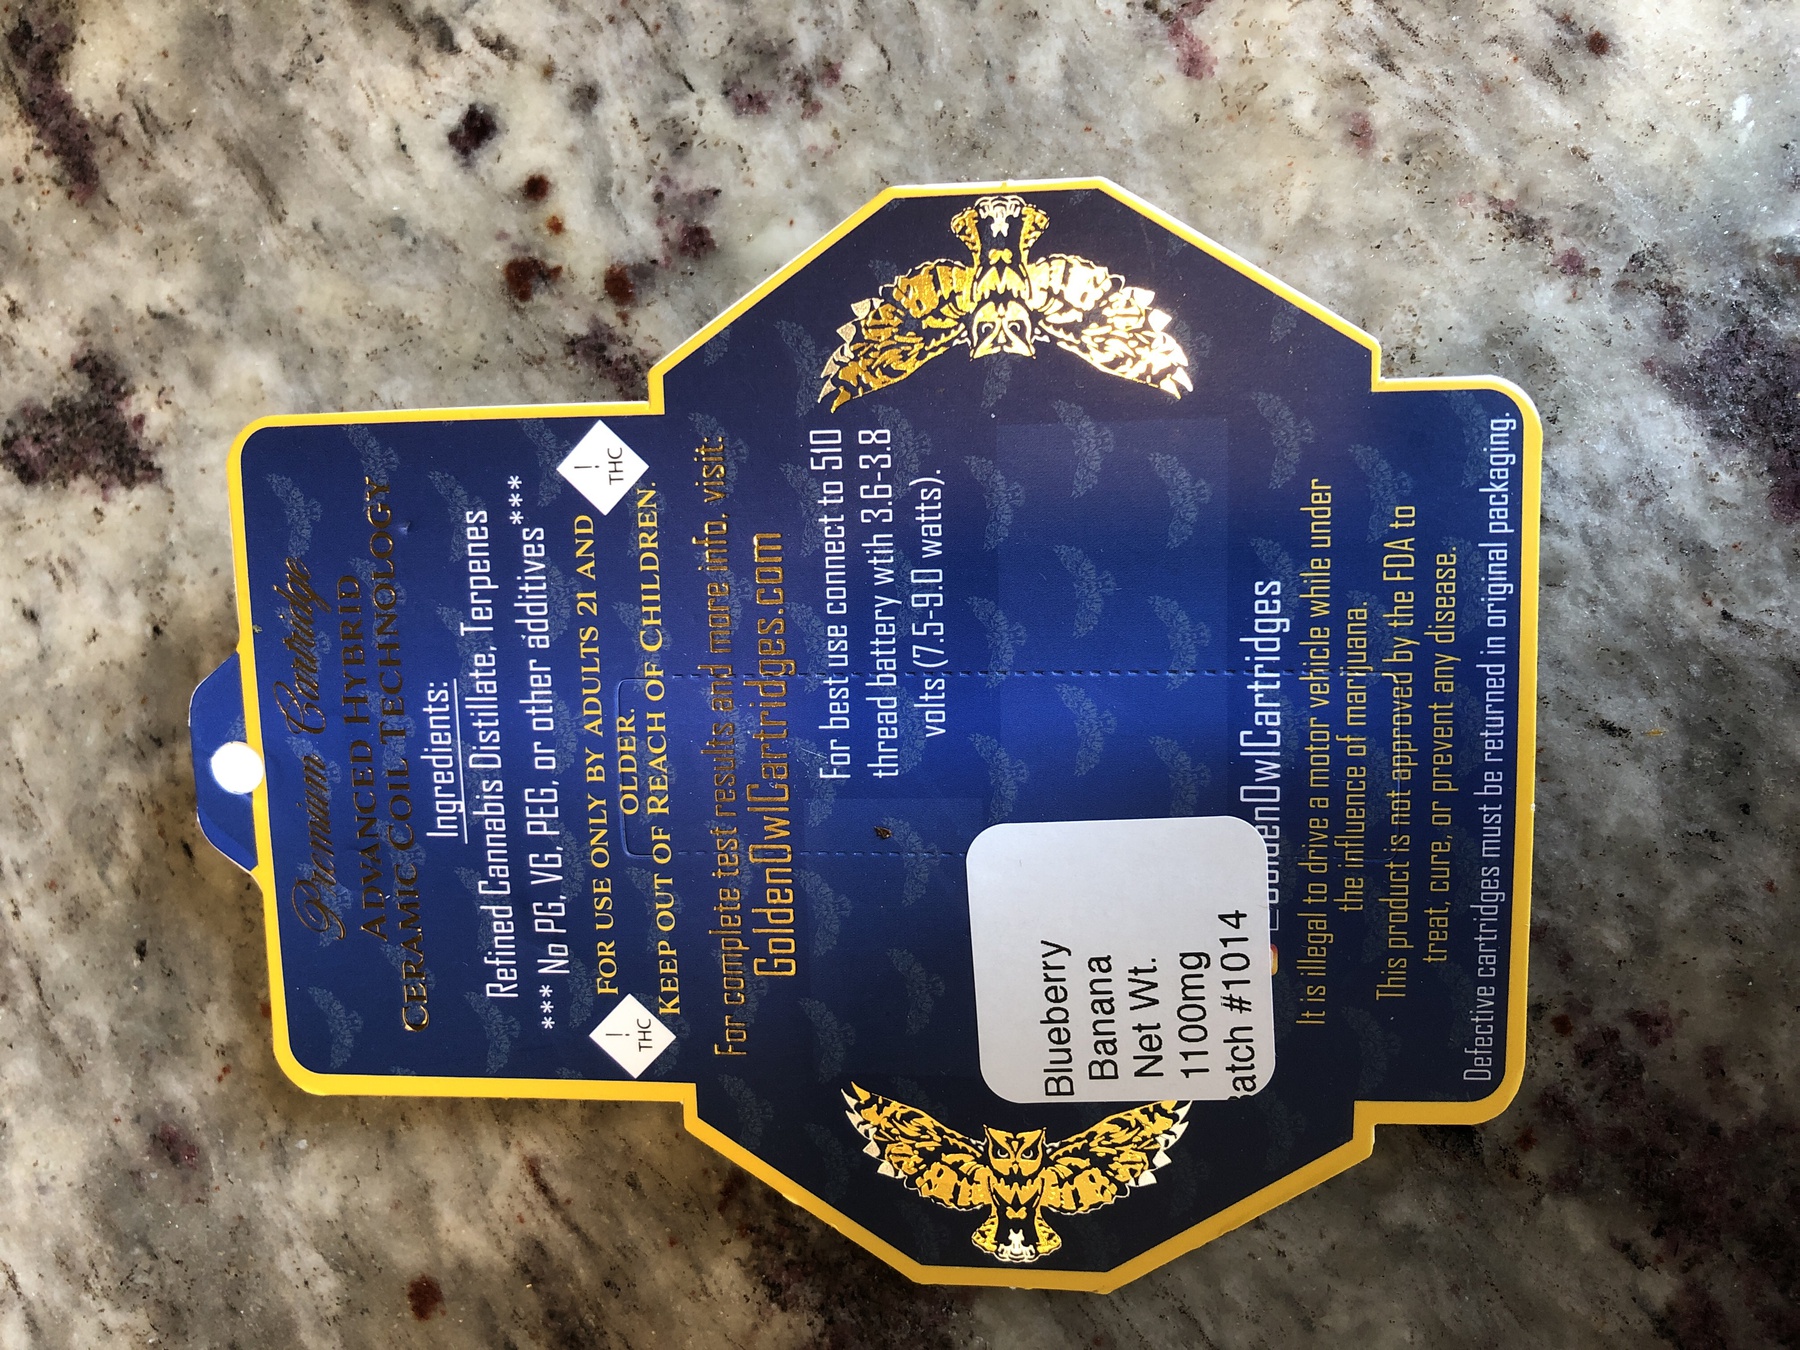 Premium Cartridge
ADVANCED HYBRID
CERAMIC COIL TECHNOLOGY
Ingredients:
Refined Cannabis Distillate, Terpenes
*** No PG, VG, PEG, or other additives***
! THC
FOR USE ONLY BY ADULTS 21 AND
OLDER.
KEEP OUT OF REACH OF CHILDREN.
! THC
For complete test results and more info, visit:
GoldenOwlCartridges.com
For best use connect to 510
thread battery wtih 3.6-3.8
volts (7.5-9.0 watts).
Blueberry
Banana
Net Wt.
1100mg
atch #1014
denOwlCartridges
It is illegal to drive a motor vehicle while under
the influence of marijuana.
This product is not approved by the FDA to
treat, cure, or prevent any disease.
Defective cartridges must be returned in original packaging.